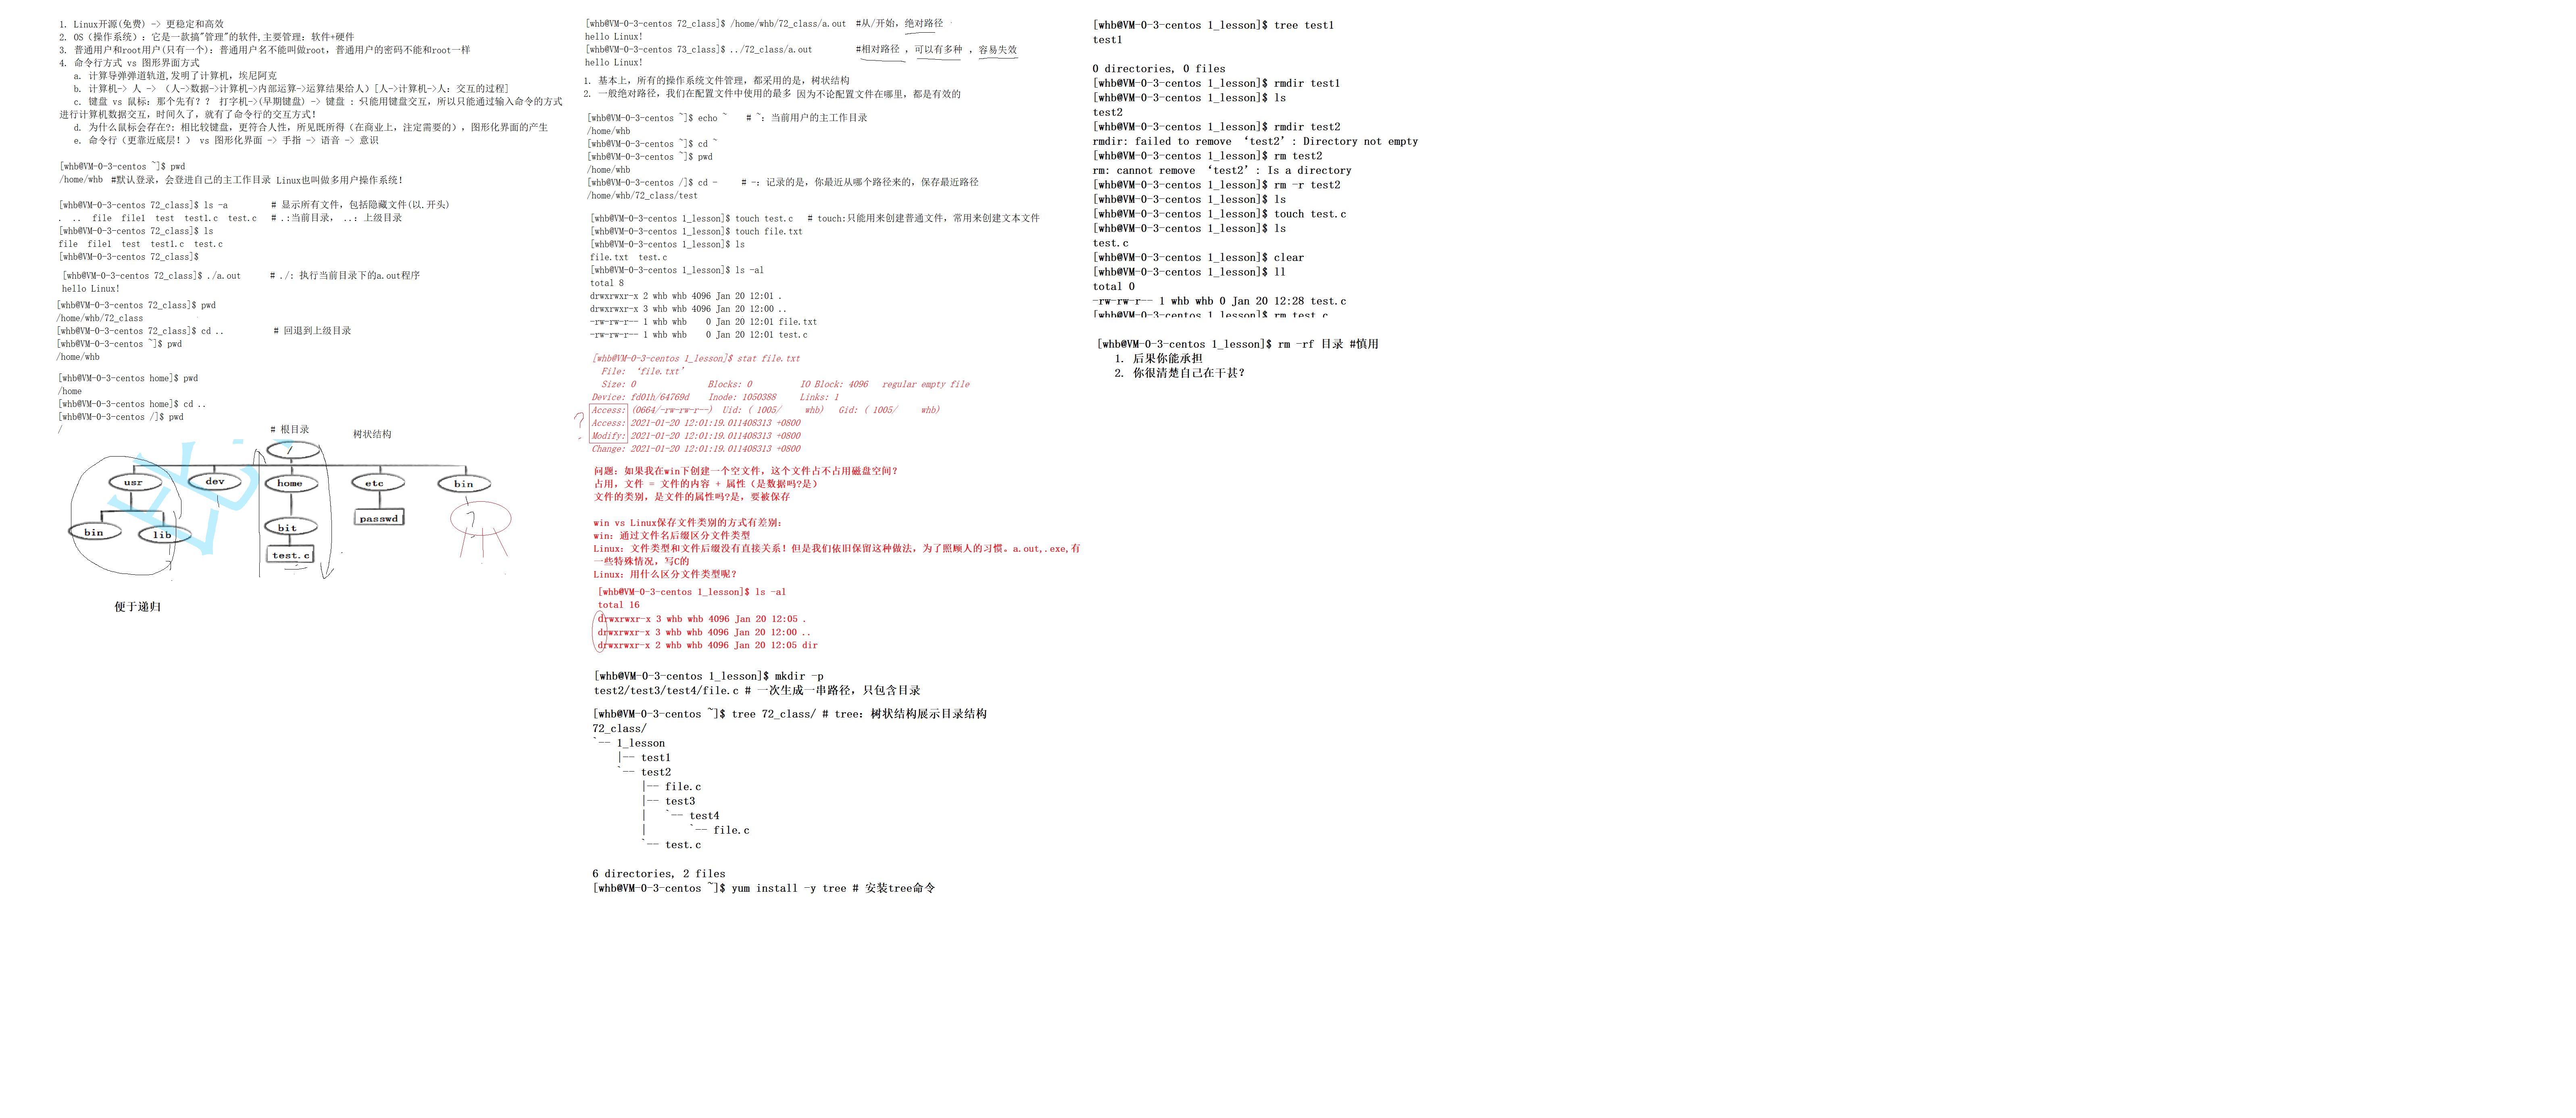 1. Linux开源(免费) -> 更稳定和高效
2. OS（操作系统）：它是一款搞"管理"的软件,主要管理：软件+硬件
3. 普通用户和root用户(只有一个)：普通用户名不能叫做root，普通用户的密码不能和root一样
4. 命令行方式 vs 图形界面方式
a. 计算导弹弹道轨道,发明了计算机，埃尼阿克
b. 计算机-> 人 -> （人->数据->计算机->内部运算->运算结果给人）[人->计算机->人：交互的过程]
c. 键盘 vs 鼠标：那个先有？？ 打字机->(早期键盘) -> 键盘 : 只能用键盘交互，所以只能通过输入命令的方式
进行计算机数据交互，时间久了，就有了命令行的交互方式！
d. 为什么鼠标会存在?: 相比较键盘，更符合人性，所见既所得（在商业上，注定需要的），图形化界面的产生
e. 命令行（更靠近底层！） vs 图形化界面 -> 手指 -> 语音 -> 意识
[whb@VM-0-3-centos ~]$ pwd
/home/whb #默认登录，会登进自己的主工作目录 Linux也叫做多用户操作系统！
[whb@VM-0-3-centos 72_class]$ ls -a # 显示所有文件，包括隐藏文件(以.开头)
. .. file file1 test test1.c test.c # .:当前目录， ..：上级目录
[whb@VM-0-3-centos 72_class]$ ls
file file1 test test1.c test.c
[whb@VM-0-3-centos 72_class]$
[whb@VM-0-3-centos 72_class]$ ./a.out # ./: 执行当前目录下的a.out程序
hello Linux!
[whb@VM-0-3-centos 72_class]$ pwd
/home/whb/72_class
[whb@VM-0-3-centos 72_class]$ cd .. # 回退到上级目录
[whb@VM-0-3-centos ~]$ pwd
/home/whb
[whb@VM-0-3-centos home]$ pwd
/home
[whb@VM-0-3-centos home]$ cd ..
[whb@VM-0-3-centos /]$ pwd
/ # 根目录 树状结构
/
usr dev home etc bin
bin lib bit passwd ?
test.c
便于递归
[whb@VM-0-3-centos 72_class]$ /home/whb/72_class/a.out #从/开始，绝对路径
hello Linux!
[whb@VM-0-3-centos 73_class]$ ../72_class/a.out #相对路径 ，可以有多种 ，容易失效
hello Linux!
1. 基本上，所有的操作系统文件管理，都采用的是，树状结构
2. 一般绝对路径，我们在配置文件中使用的最多 因为不论配置文件在哪里，都是有效的
[whb@VM-0-3-centos ~]$ echo ~ # ~：当前用户的主工作目录
/home/whb
[whb@VM-0-3-centos ~]$ cd ~
[whb@VM-0-3-centos ~]$ pwd
/home/whb
[whb@VM-0-3-centos /]$ cd - # -：记录的是，你最近从哪个路径来的，保存最近路径
/home/whb/72_class/test
[whb@VM-0-3-centos 1_lesson]$ touch test.c # touch:只能用来创建普通文件，常用来创建文本文件
[whb@VM-0-3-centos 1_lesson]$ touch file.txt
[whb@VM-0-3-centos 1_lesson]$ ls
file.txt test.c
[whb@VM-0-3-centos 1_lesson]$ ls -al
total 8
drwxrwxr-x 2 whb whb 4096 Jan 20 12:01 .
drwxrwxr-x 3 whb whb 4096 Jan 20 12:00 ..
-rw-rw-r-- 1 whb whb 0 Jan 20 12:01 file.txt
-rw-rw-r-- 1 whb whb 0 Jan 20 12:01 test.c
[whb@VM-0-3-centos 1_lesson]$ stat file.txt
File: ‘file.txt’
Size: 0 Blocks: 0 IO Block: 4096 regular empty file
Device: fd01h/64769d Inode: 1050388 Links: 1
Access: (0664/-rw-rw-r--) Uid: ( 1005/ whb) Gid: ( 1005/ whb)
? Access: 2021-01-20 12:01:19.011408313 +0800
Modify: 2021-01-20 12:01:19.011408313 +0800
Change: 2021-01-20 12:01:19.011408313 +0800
问题：如果我在win下创建一个空文件，这个文件占不占用磁盘空间？
占用，文件 = 文件的内容 + 属性（是数据吗?是）
文件的类别，是文件的属性吗?是，要被保存
win vs Linux保存文件类别的方式有差别：
win：通过文件名后缀区分文件类型
Linux：文件类型和文件后缀没有直接关系！但是我们依旧保留这种做法，为了照顾人的习惯。a.out,.exe,有
一些特殊情况，写C的
Linux：用什么区分文件类型呢？
[whb@VM-0-3-centos 1_lesson]$ ls -al
total 16
drwxrwxr-x 3 whb whb 4096 Jan 20 12:05 .
drwxrwxr-x 3 whb whb 4096 Jan 20 12:00 ..
drwxrwxr-x 2 whb whb 4096 Jan 20 12:05 dir
[whb@VM-0-3-centos 1_lesson]$ mkdir -p
test2/test3/test4/file.c # 一次生成一串路径，只包含目录
[whb@VM-0-3-centos ~]$ tree 72_class/ # tree：树状结构展示目录结构
72_class/
`-- 1_lesson
|-- test1
`-- test2
|-- file.c
|-- test3
| `-- test4
| `-- file.c
`-- test.c
6 directories, 2 files
[whb@VM-0-3-centos ~]$ yum install -y tree # 安装tree命令
[whb@VM-0-3-centos 1_lesson]$ tree test1
test1
0 directories, 0 files
[whb@VM-0-3-centos 1_lesson]$ rmdir test1
[whb@VM-0-3-centos 1_lesson]$ ls
test2
[whb@VM-0-3-centos 1_lesson]$ rmdir test2
rmdir: failed to remove ‘test2’: Directory not empty
[whb@VM-0-3-centos 1_lesson]$ rm test2
rm: cannot remove ‘test2’: Is a directory
[whb@VM-0-3-centos 1_lesson]$ rm -r test2
[whb@VM-0-3-centos 1_lesson]$ ls
[whb@VM-0-3-centos 1_lesson]$ touch test.c
[whb@VM-0-3-centos 1_lesson]$ ls
test.c
[whb@VM-0-3-centos 1_lesson]$ clear
[whb@VM-0-3-centos 1_lesson]$ ll
total 0
-rw-rw-r-- 1 whb whb 0 Jan 20 12:28 test.c
[whb@VM-0-3-centos 1_lesson]$ rm test.c
[whb@VM-0-3-centos 1_lesson]$ rm -rf 目录 #慎用
1. 后果你能承担
2. 你很清楚自己在干甚？